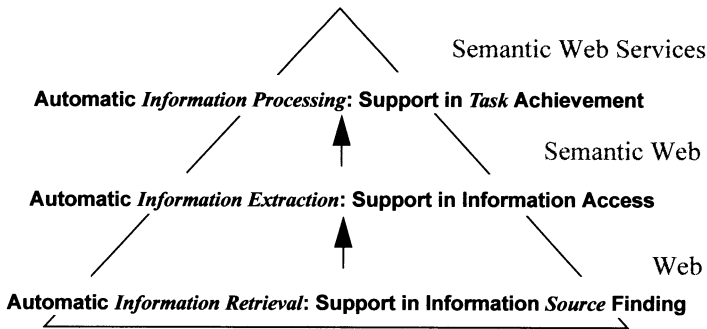 Semantic Web Services
Automatic Information Processing: Support in Task Achievement
Semantic Web
Automatic Information Extraction: Support in Information Access
Web
Automatic Information Retrieval: Support in Information Source Finding